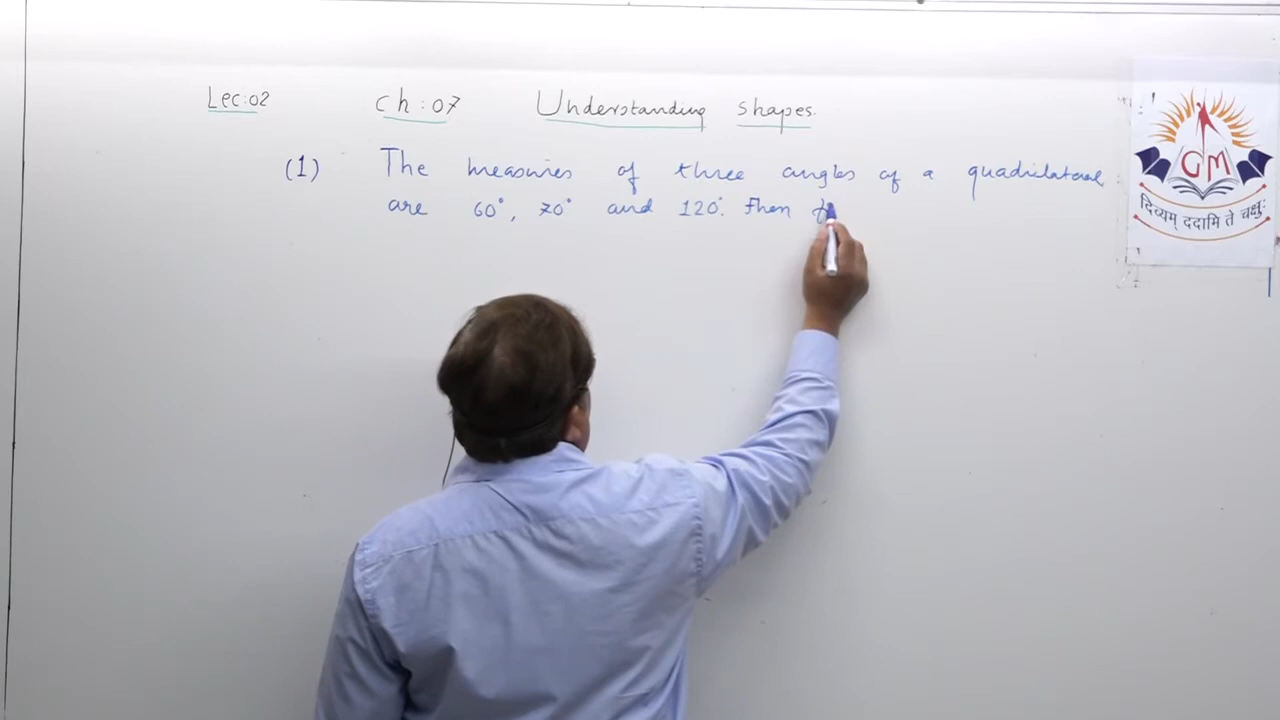 Lec:02 Ch:07 Understanding shapes.
(1) The measures of three angles of a quadrilateral
are 60°, 70° and 120°. Then f
GM
दिव्यम् ददामि ते चक्षुः